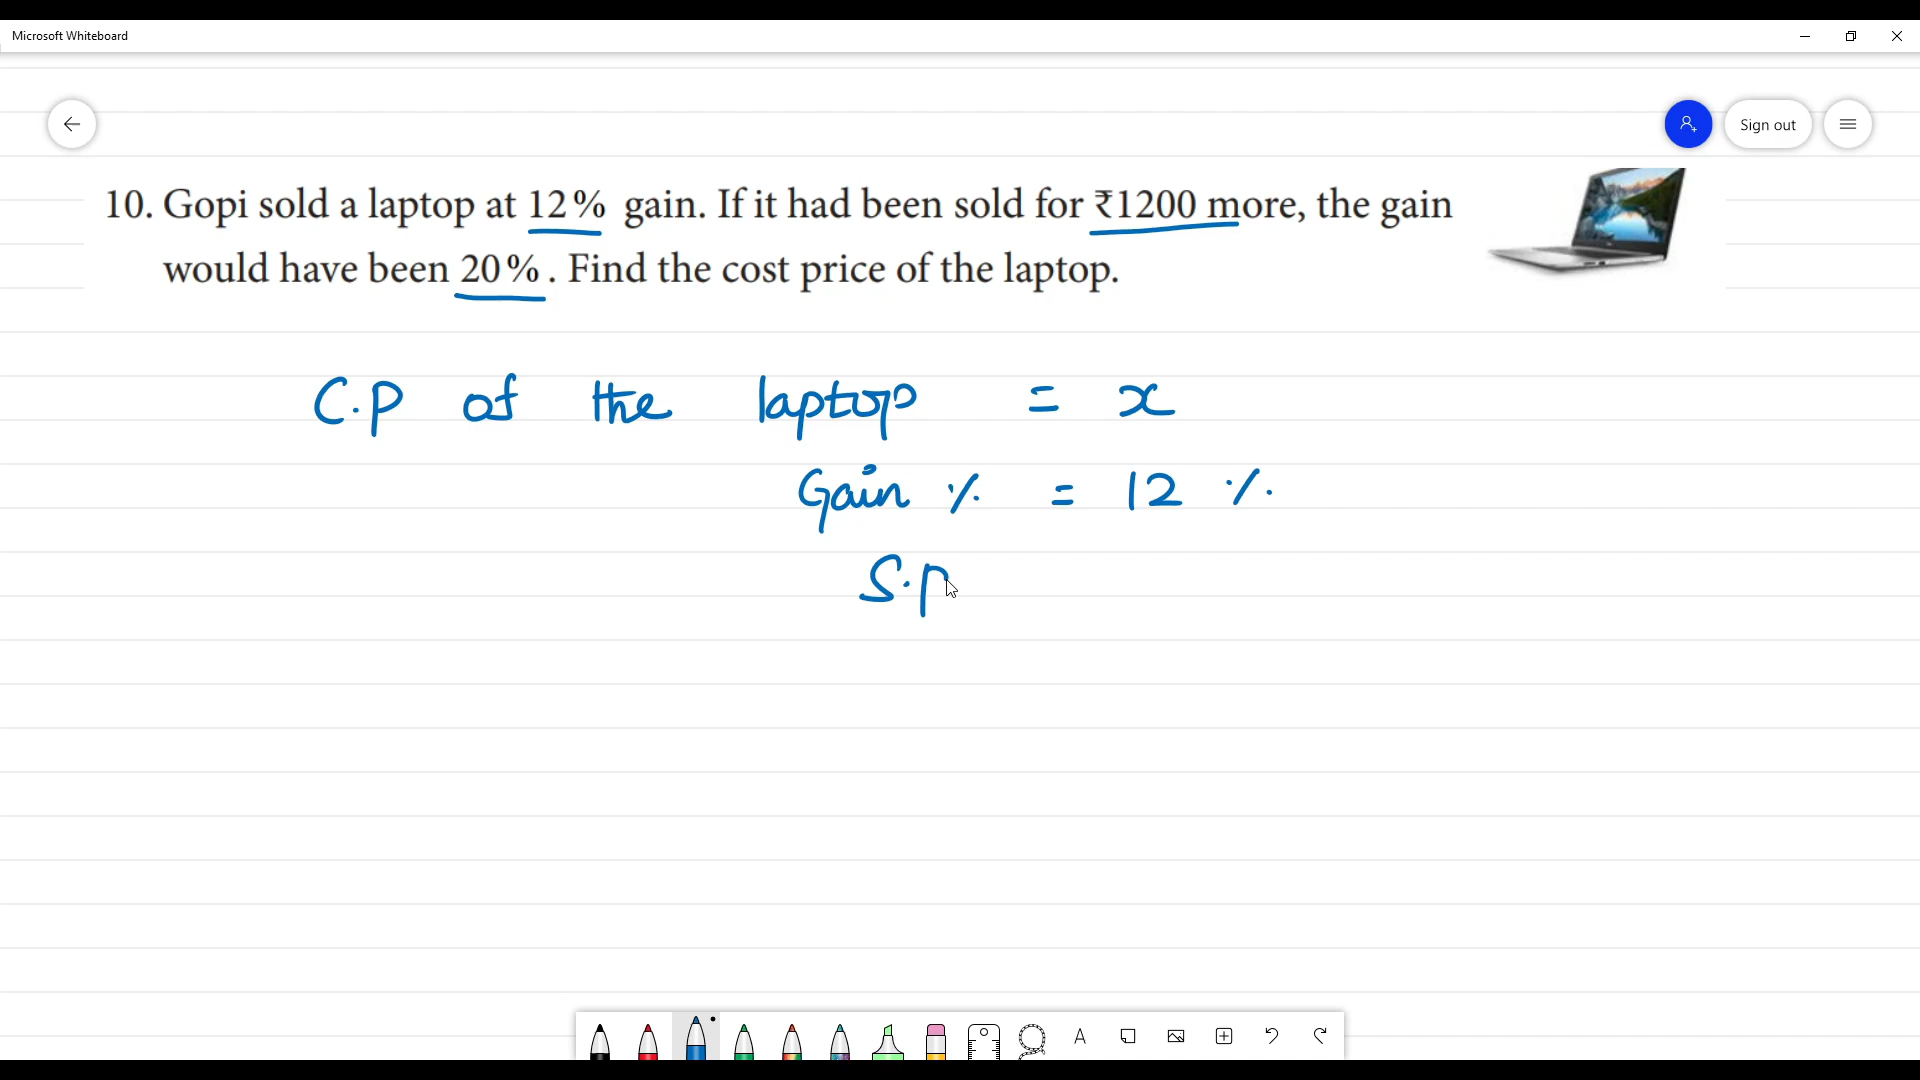 Microsoft Whiteboard
Sign out
10. Gopi sold a laptop at 12% gain. If it had been sold for ₹1200 more, the gain
would have been 20%. Find the cost price of the laptop.
C.P of the laptop = x
Gain % = 12 %
S.P
A